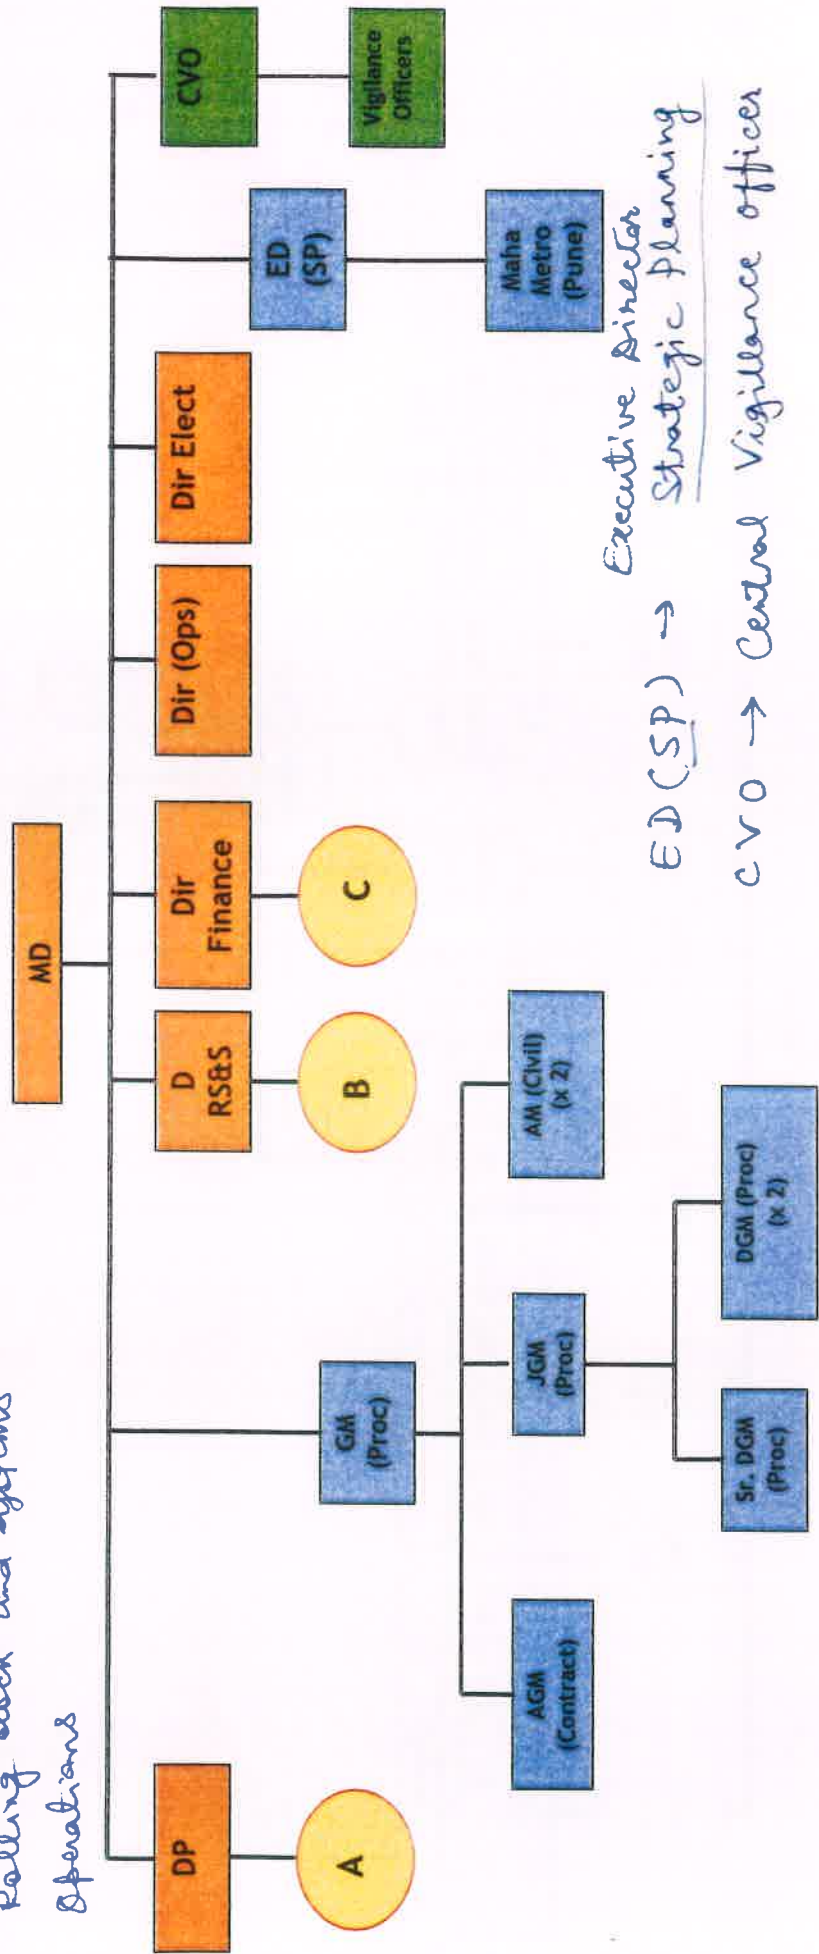 Rolling stock and systems
Operations
MD
DP
D
RS&S
Dir
Finance
Dir (Ops)
Dir Elect
CVO
A
B
C
GM
(Proc)
ED
(SP)
Vigilance
Officers
AGM
(Contract)
JGM
(Proc)
AM (Civil)
(x 2)
Maha
Metro
(Pune)
Sr. DGM
(Proc)
DGM (Proc)
(x 2)
ED (SP) → Executive Director
Strategic Planning
CVO → Central Vigillance officer